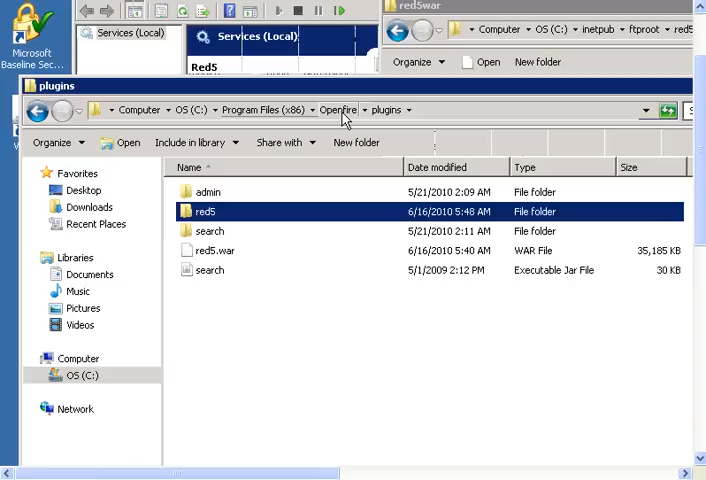 Microsoft
Baseline Sec...
Services (Local)
Services (Local)
Red5
red5war
Computer OS (C:) inetpub ftproot red5
Organize Open New folder
plugins
Computer OS (C:) Program Files (x86) Openfire plugins
Organize Open Include in library Share with New folder
Favorites
Desktop
Downloads
Recent Places
Libraries
Documents
Music
Pictures
Videos
Computer
OS (C:)
Network
Name Date modified Type Size
admin 5/21/2010 2:09 AM File folder
red5 6/16/2010 5:48 AM File folder
search 5/21/2010 2:11 AM File folder
red5.war 6/16/2010 5:40 AM WAR File 35,185 KB
search 5/1/2009 2:12 PM Executable Jar File 30 KB